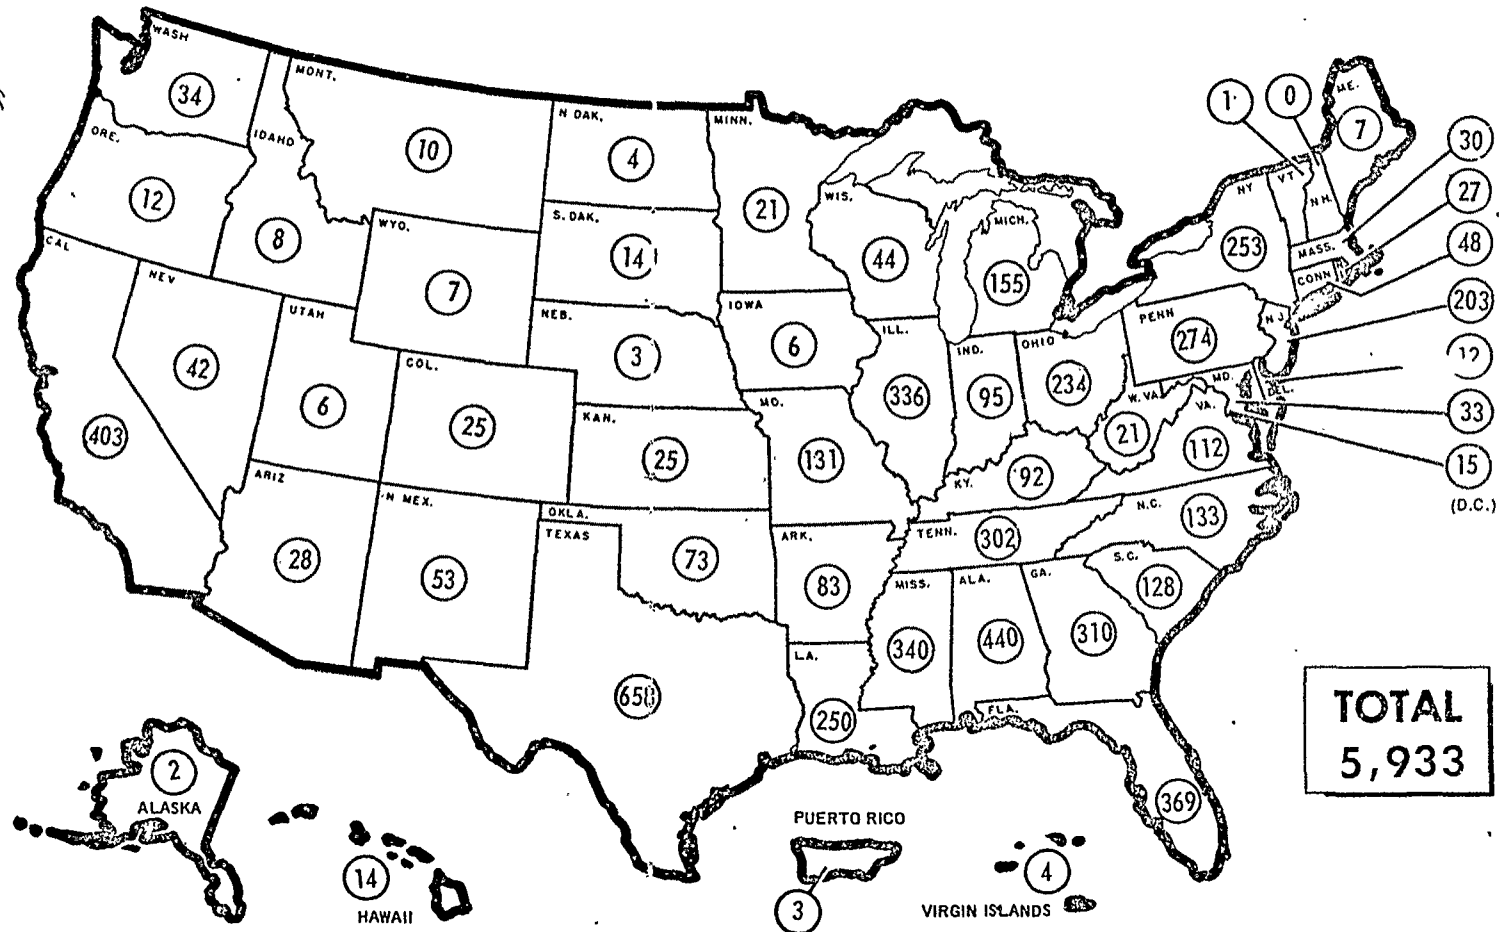 WASH
34
MONT.
10
ORE.
12
IDAHO
8
N DAK.
4
MINN.
21
S. DAK.
14
WYO.
7
WIS.
44
MICH.
155
1
0
ME.
7
30
27
48
203
12
33
15
(D.C.)
NY
253
VT
N H.
MASS.
CONN
N J.
PENN
274
CAL
403
NEV
42
UTAH
6
COL.
25
NEB.
3
IOWA
6
ILL.
336
IND.
95
OHIO
234
MD.
DEL.
W. VA.
21
VA.
112
KAN.
25
MO.
131
KY.
92
ARIZ
28
N MEX.
53
OKLA.
73
TEXAS
658
ARK.
83
TENN.
302
N.C.
133
S.C.
128
MISS.
340
ALA.
440
GA.
310
LA.
250
FLA.
369
TOTAL
5,933
2
ALASKA
14
HAWAII
PUERTO RICO
3
4
VIRGIN ISLANDS